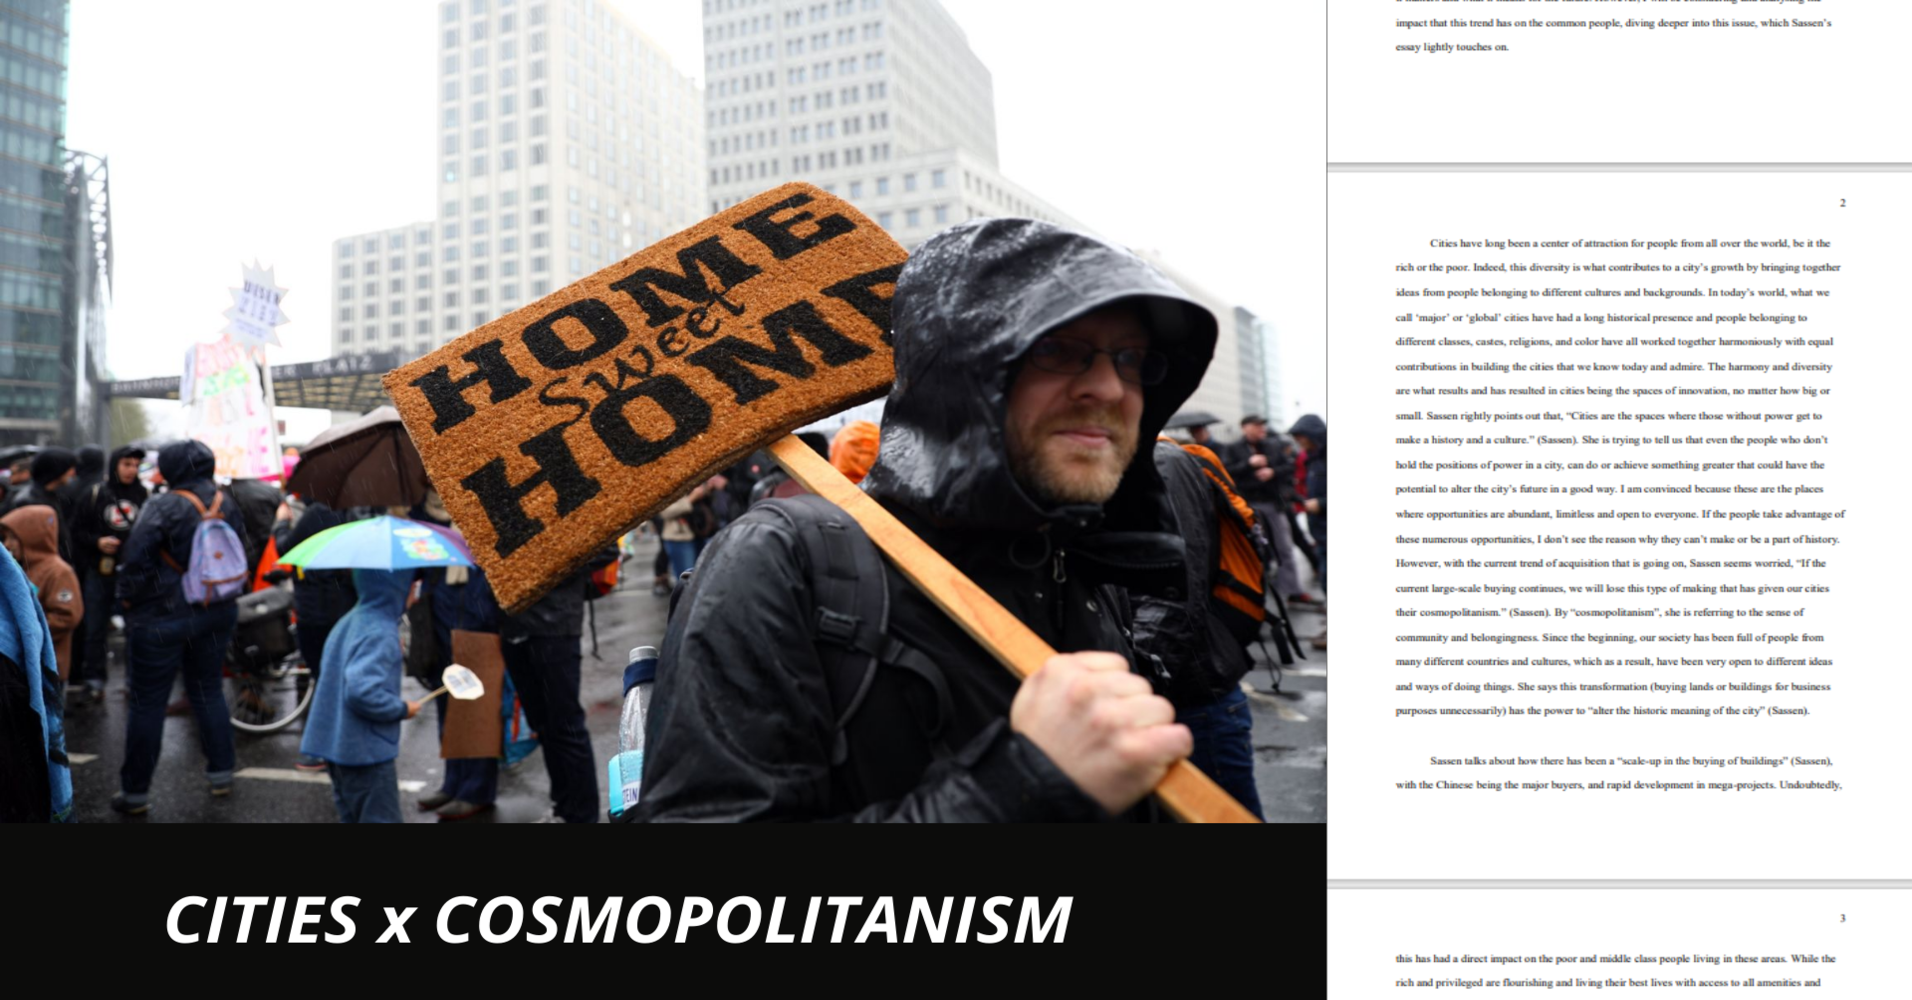 HOME
sweet
HOME
PLATZ
CITIES x COSMOPOLITANISM
impact that this trend has on the common people, diving deeper into this issue, which Sassen's
essay lightly touches on.
2
Cities have long been a center of attraction for people from all over the world, be it the
rich or the poor. Indeed, this diversity is what contributes to a city's growth by bringing together
ideas from people belonging to different cultures and backgrounds. In today's world, what we
call 'major' or 'global' cities have had a long historical presence and people belonging to
different classes, castes, religions, and color have all worked together harmoniously with equal
contributions in building the cities that we know today and admire. The harmony and diversity
are what results and has resulted in cities being the spaces of innovation, no matter how big or
small. Sassen rightly points out that, "Cities are the spaces where those without power get to
make a history and a culture." (Sassen). She is trying to tell us that even the people who don't
hold the positions of power in a city, can do or achieve something greater that could have the
potential to alter the city's future in a good way. I am convinced because these are the places
where opportunities are abundant, limitless and open to everyone. If the people take advantage of
these numerous opportunities, I don't see the reason why they can't make or be a part of history.
However, with the current trend of acquisition that is going on, Sassen seems worried, "If the
current large-scale buying continues, we will lose this type of making that has given our cities
their cosmopolitanism." (Sassen). By "cosmopolitanism", she is referring to the sense of
community and belongingness. Since the beginning, our society has been full of people from
many different countries and cultures, which as a result, have been very open to different ideas
and ways of doing things. She says this transformation (buying lands or buildings for business
purposes unnecessarily) has the power to "alter the historic meaning of the city" (Sassen).
Sassen talks about how there has been a "scale-up in the buying of buildings" (Sassen),
with the Chinese being the major buyers, and rapid development in mega-projects. Undoubtedly,
3
this has had a direct impact on the poor and middle class people living in these areas. While the
rich and privileged are flourishing and living their best lives with access to all amenities and